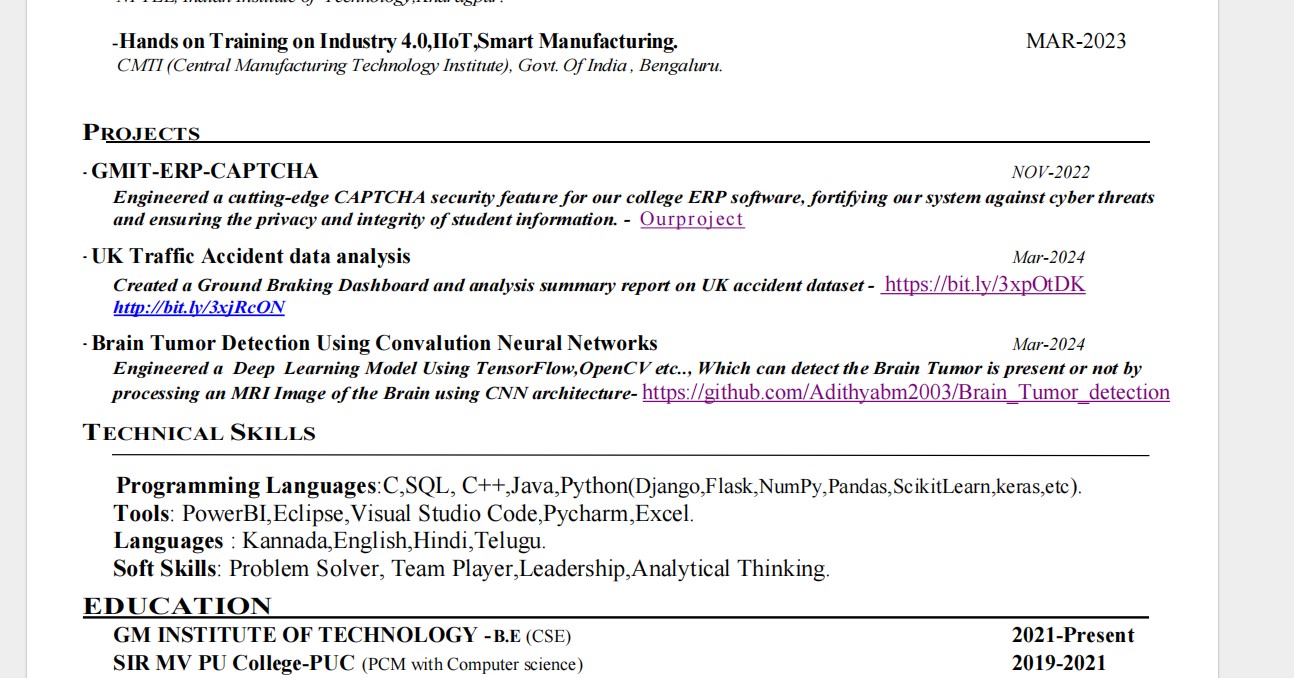 NPTEL, Indian Institute of Technology,Kharagpur.
-Hands on Training on Industry 4.0,IIoT,Smart Manufacturing. MAR-2023
CMTI (Central Manufacturing Technology Institute), Govt. Of India , Bengaluru.
PROJECTS
· GMIT-ERP-CAPTCHA NOV-2022
Engineered a cutting-edge CAPTCHA security feature for our college ERP software, fortifying our system against cyber threats
and ensuring the privacy and integrity of student information. - Ourproject
· UK Traffic Accident data analysis Mar-2024
Created a Ground Braking Dashboard and analysis summary report on UK accident dataset - https://bit.ly/3xpOtDK
http://bit.ly/3xjRcON
· Brain Tumor Detection Using Convalution Neural Networks Mar-2024
Engineered a Deep Learning Model Using TensorFlow,OpenCV etc.., Which can detect the Brain Tumor is present or not by
processing an MRI Image of the Brain using CNN architecture- https://github.com/Adithyabm2003/Brain_Tumor_detection
TECHNICAL SKILLS
Programming Languages:C,SQL, C++,Java,Python(Django,Flask,NumPy,Pandas,ScikitLearn,keras,etc).
Tools: PowerBI,Eclipse,Visual Studio Code,Pycharm,Excel.
Languages : Kannada,English,Hindi,Telugu.
Soft Skills: Problem Solver, Team Player,Leadership,Analytical Thinking.
EDUCATION
GM INSTITUTE OF TECHNOLOGY - B.E (CSE) 2021-Present
SIR MV PU College-PUC (PCM with Computer science) 2019-2021